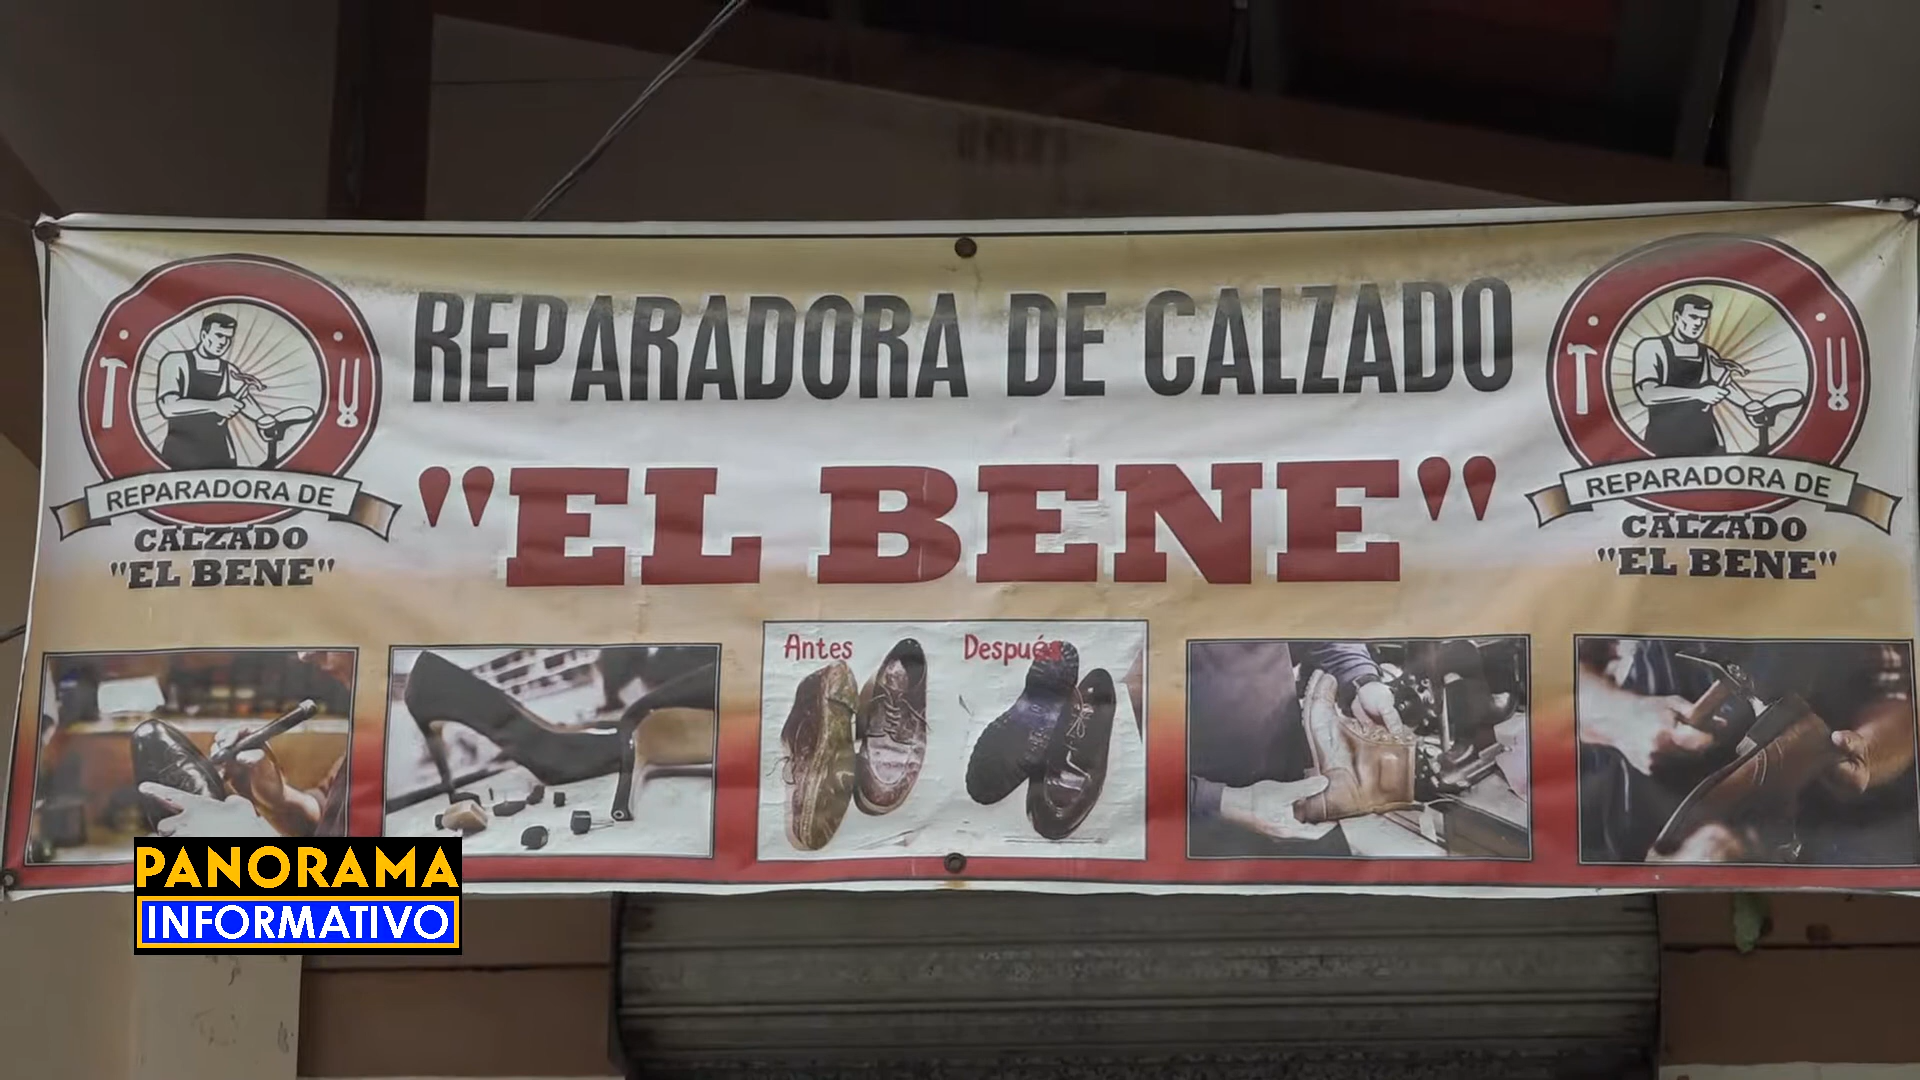 REPARADORA DE CALZADO
"EL BENE"
REPARADORA DE
CALZADO
"EL BENE"
REPARADORA DE
CALZADO
"EL BENE"
Antes
Después
PANORAMA
INFORMATIVO